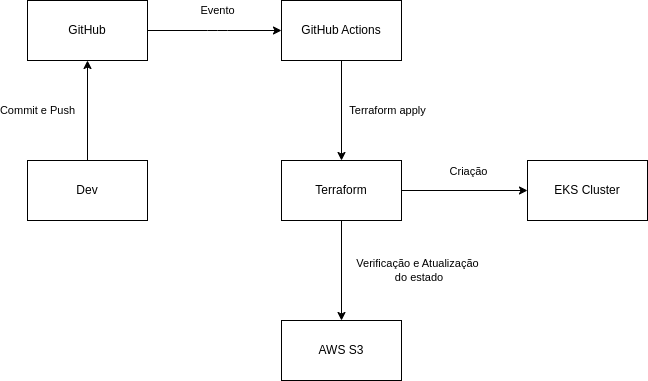 Evento
GitHub
GitHub Actions
Commit e Push
Terraform apply
Criação
Dev
Terraform
EKS Cluster
Verificação e Atualização
do estado
AWS S3